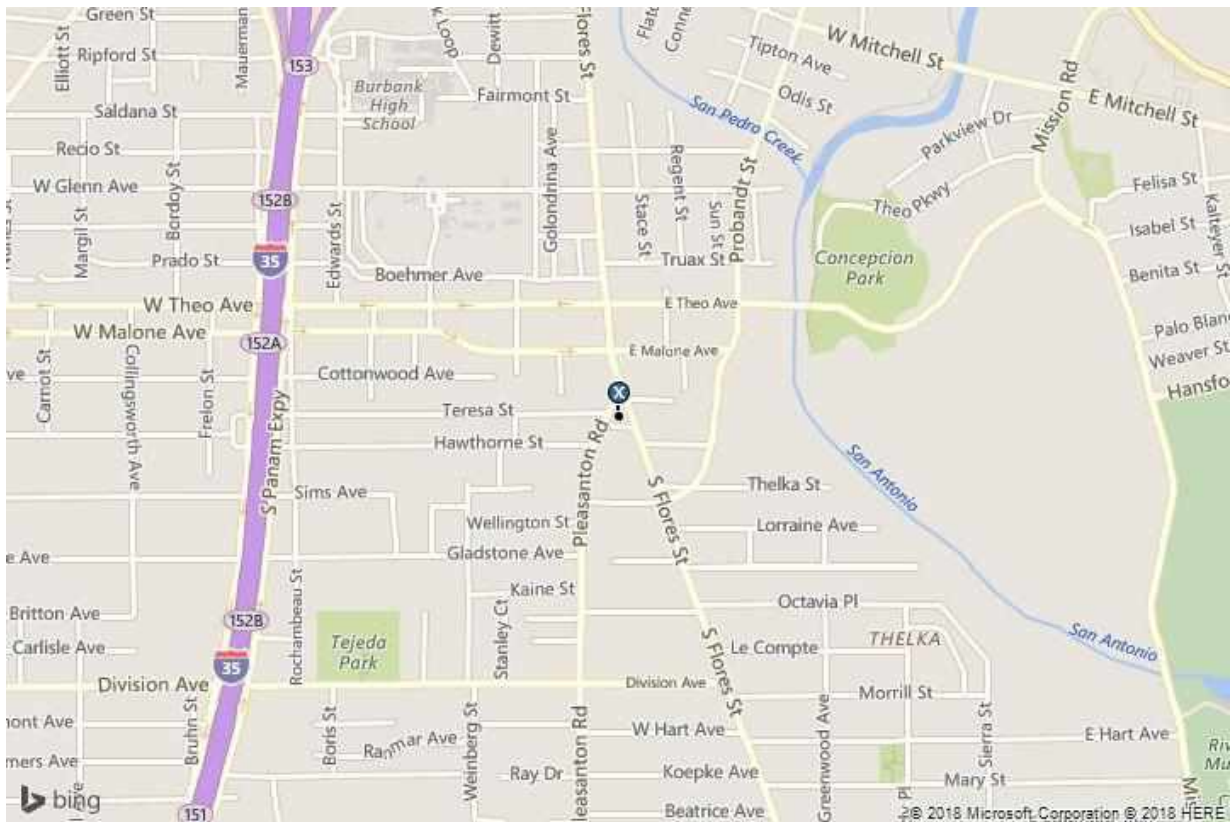 Green St
Ripford St
Elliott St
Mauerman
153
Loop
Dewitt
Flores St
W Mitchell St
Tipton Ave
Odis St
Mission Rd
E Mitchell St
Burbank
High
School
Fairmont St
Saldana St
San Pedro Creek
Parkview Dr
Recio St
Bordoy St
Golondrina Ave
Regent St
Stace St
Sun St
Probandt St
W Glenn Ave
152B
Felisa St
Theo Pkwy
Kalteyer St
Isabel St
Margil St
Edwards St
Prado St
35
Boehmer Ave
Truax St
Concepcion
Park
Benita St
W Theo Ave
E Theo Ave
W Malone Ave
152A
E Malone Ave
Palo Blanc
Weaver St
Carnot St
Collingsworth Ave
Frelon St
Cottonwood Ave
X
Hansfo
Teresa St
Hawthorne St
S Panam Expy
Pleasanton Rd
San Antonio
Sims Ave
Thelka St
Wellington St
S Flores St
Lorraine Ave
Gladstone Ave
Kaine St
Rochambeau St
Britton Ave
152B
Octavia Pl
Carlisle Ave
Tejeda
Park
Stanley Ct
S Flores St
Le Compte
THELKA
San Antonio
35
Division Ave
Division Ave
Morrill St
Bruhn St
Boris St
Ranmar Ave
Weinberg St
Pleasanton Rd
W Hart Ave
Greenwood Ave
Sierra St
E Hart Ave
mont Ave
mers Ave
Ray Dr
Koepke Ave
Mary St
Beatrice Ave
151
bing
© 2018 Microsoft Corporation © 2018 HERE